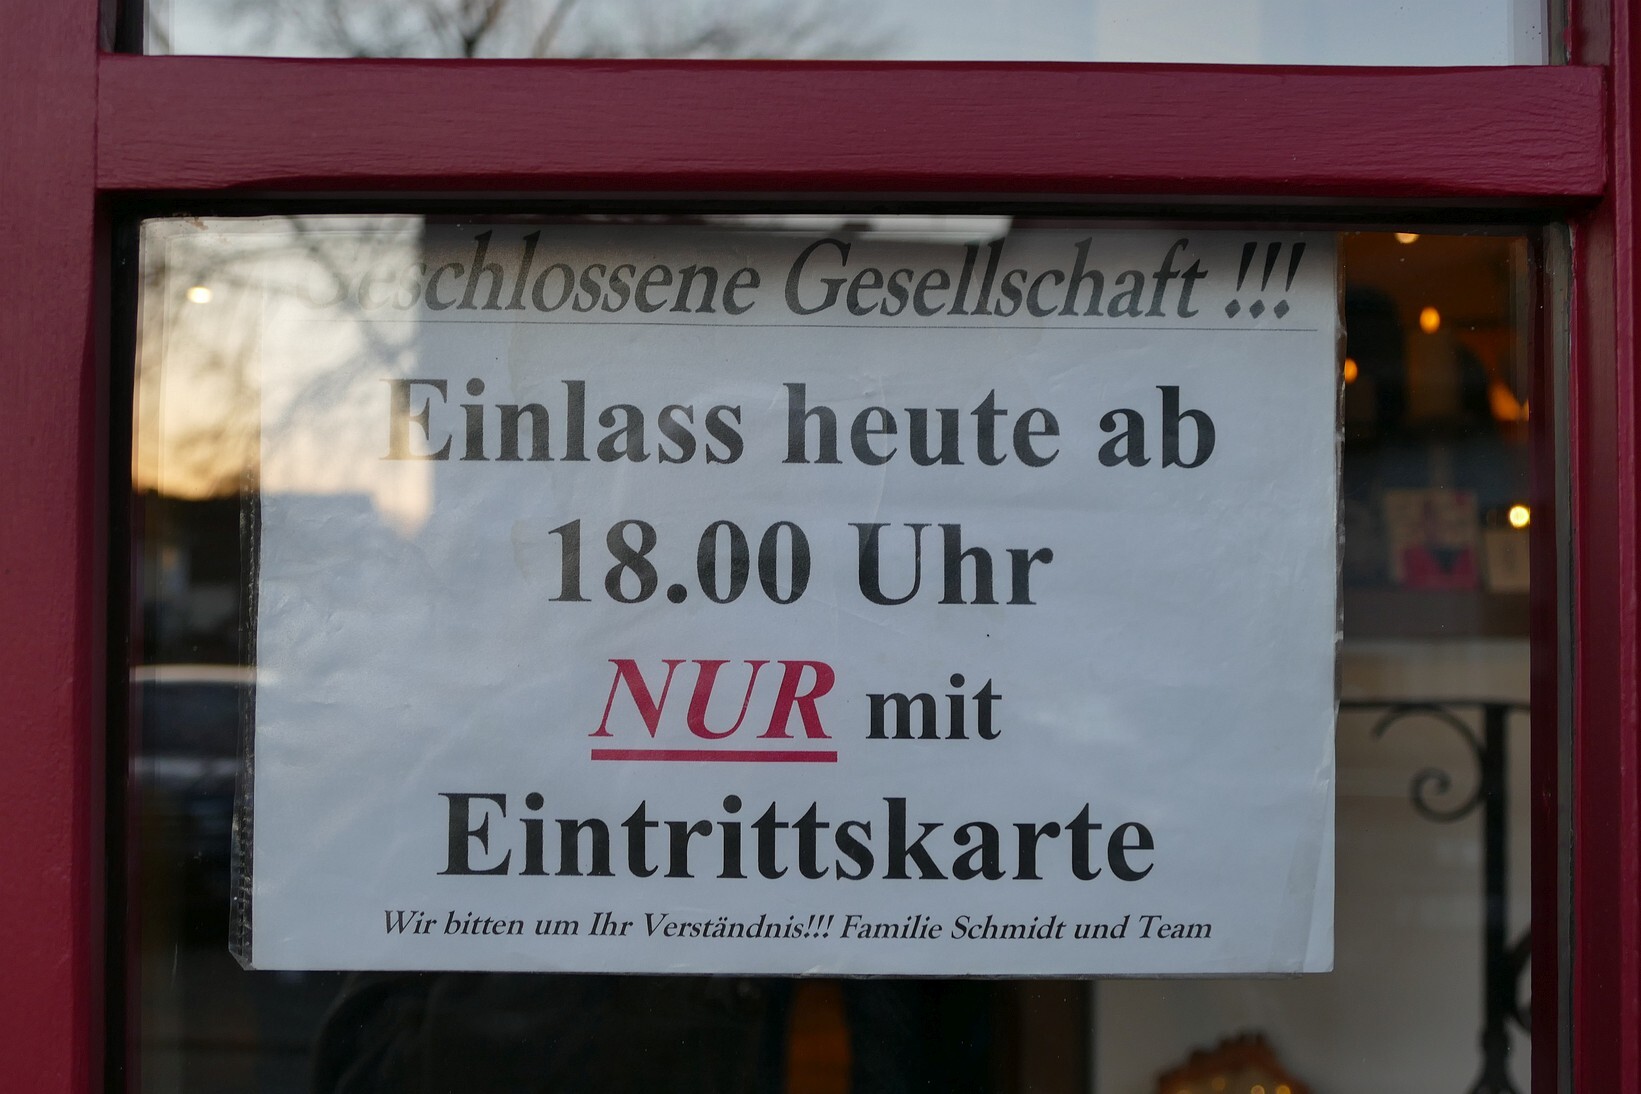 Geschlossene Gesellschaft !!!
Einlass heute ab
18.00 Uhr
NUR mit
Eintrittskarte
Wir bitten um Ihr Verständnis!!! Familie Schmidt und Team